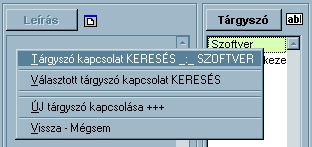 Leírás
Tárgyszó
abl
Tárgyszó kapcsolat KERESÉS _:_ SZOFTVER
Szoftver
Választott tárgyszó kapcsolat KERESÉS
ÚJ tárgyszó kapcsolása +++
Vissza - Mégsem